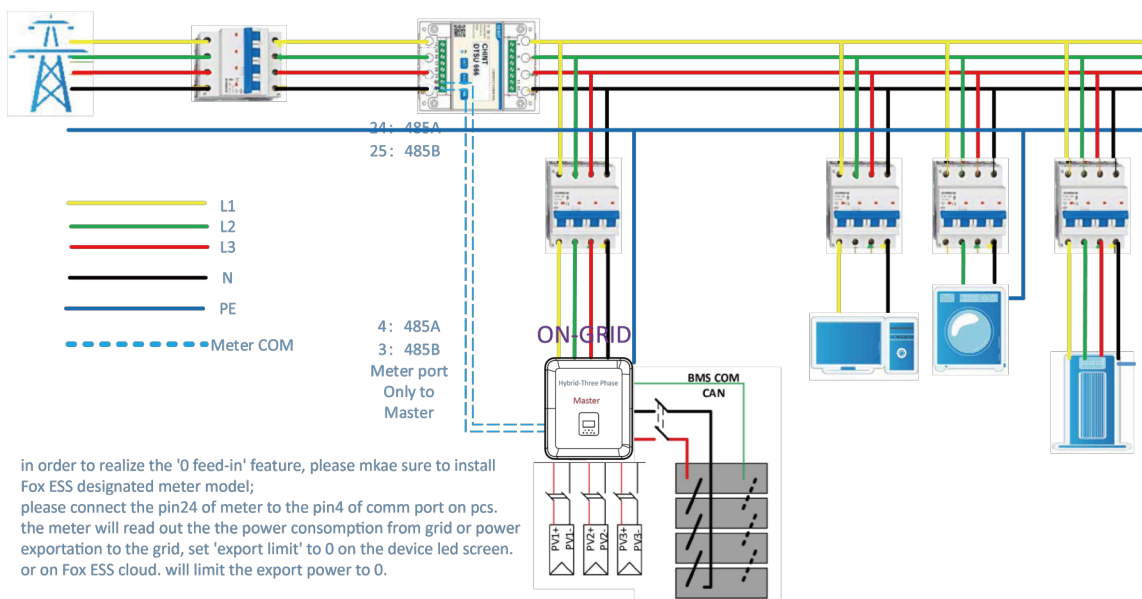 CHINT
DTSU 666
24: 485A
25: 485B
L1
L2
L3
N
PE
Meter COM
4: 485A
3: 485B
Meter port
Only to
Master
ON-GRID
Hybrid-Three Phase
Master
BMS COM
CAN
PV1+
PV1-
PV2+
PV2-
PV3+
PV3-
in order to realize the '0 feed-in' feature, please mkae sure to install
Fox ESS designated meter model;
please connect the pin24 of meter to the pin4 of comm port on pcs.
the meter will read out the the power consomption from grid or power
exportation to the grid, set 'export limit' to 0 on the device led screen.
or on Fox ESS cloud. will limit the export power to 0.